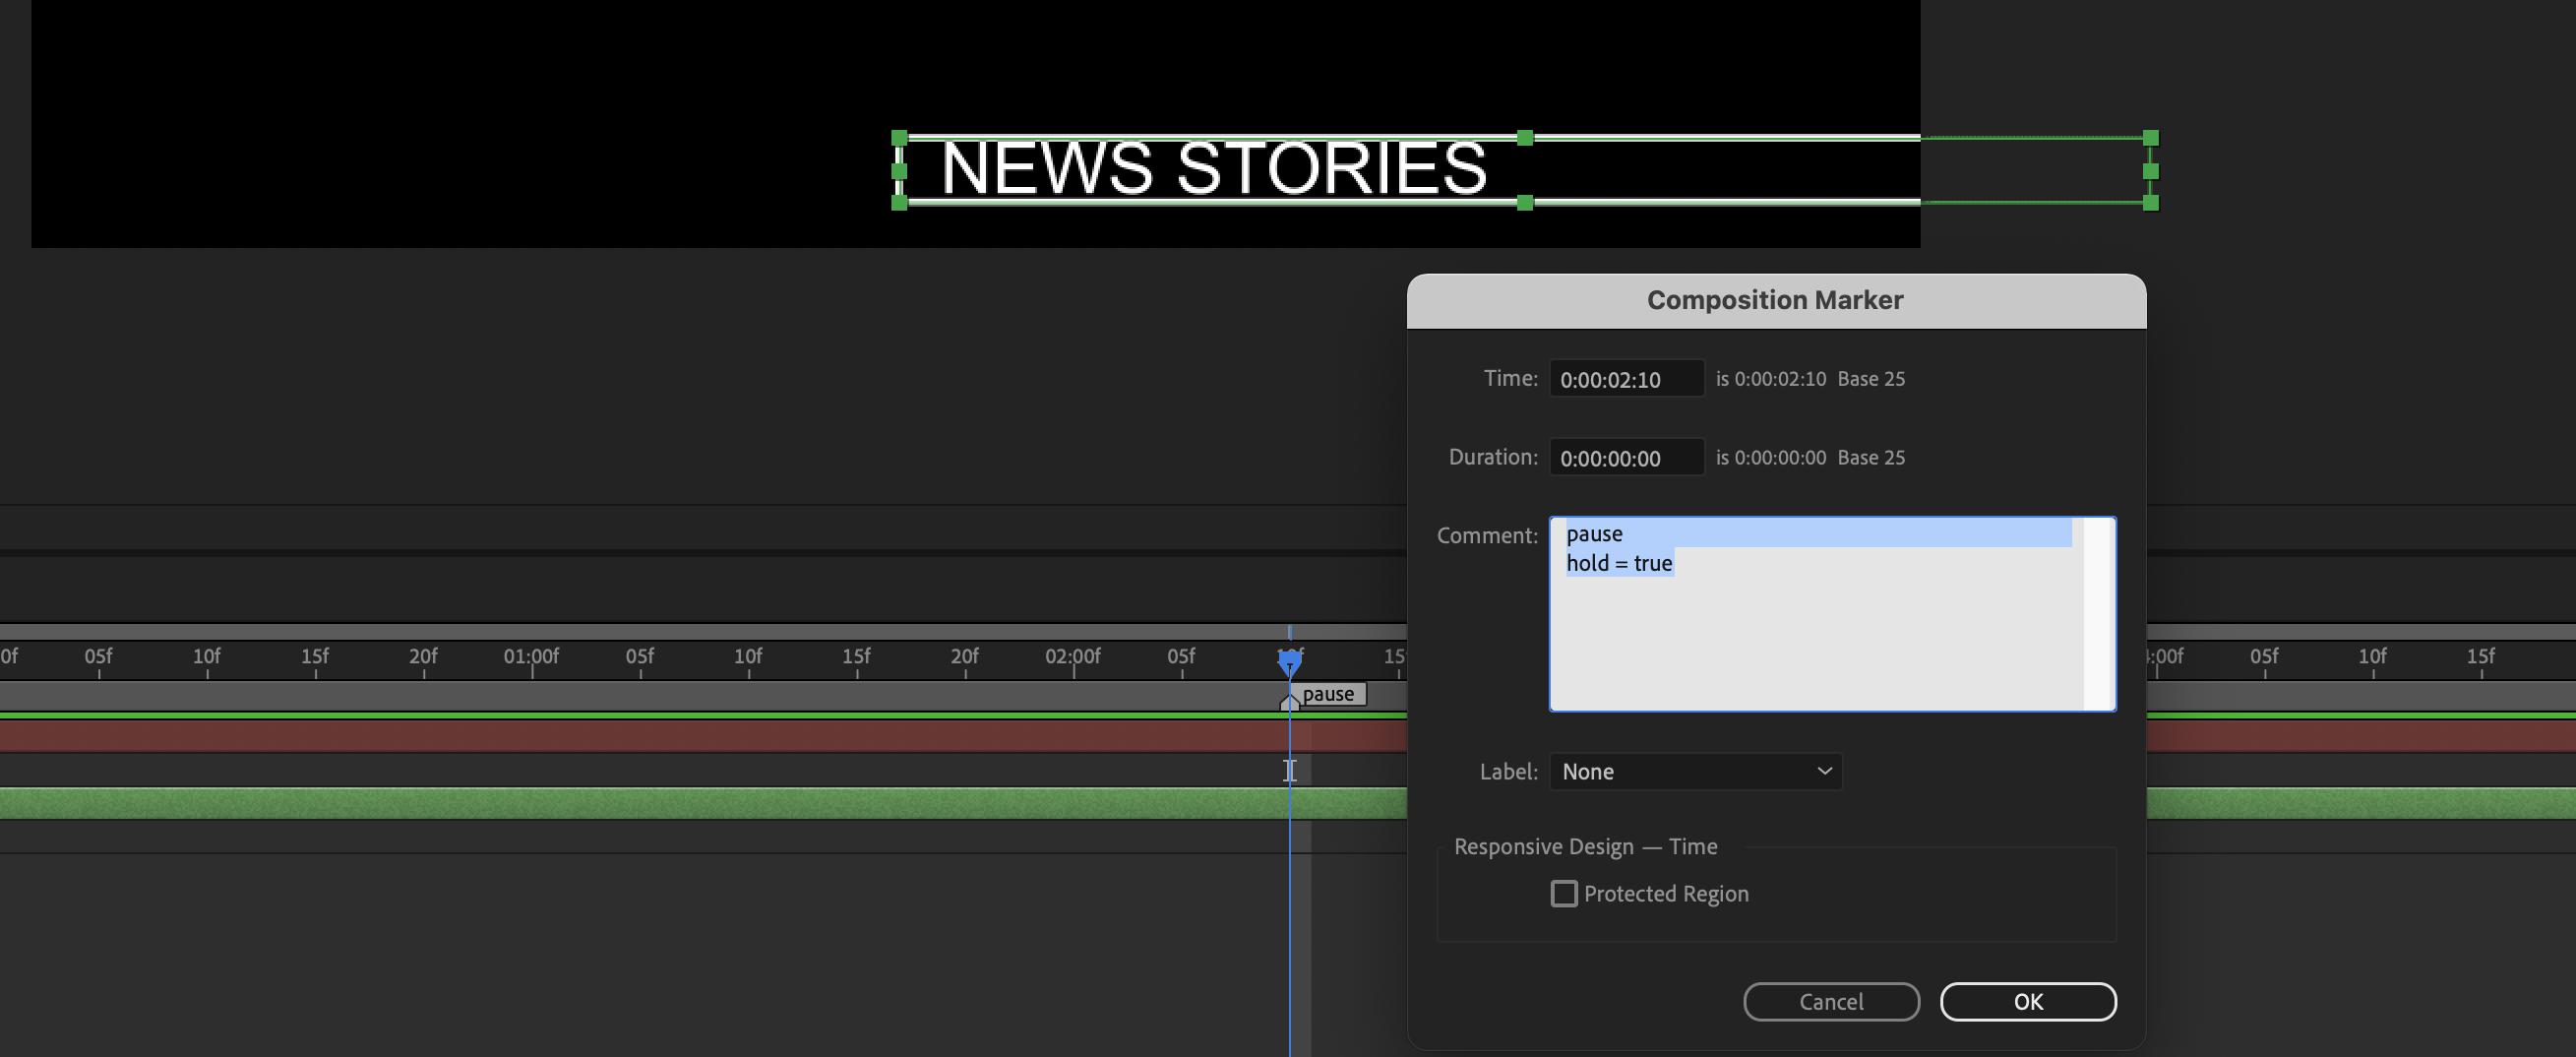 NEWS STORIES
Composition Marker
Time: 0:00:02:10 is 0:00:02:10 Base 25
Duration: 0:00:00:00 is 0:00:00:00 Base 25
Comment: pause
hold = true
0f 05f 10f 15f 20f 01:00f 05f 10f 15f 20f 02:00f 05f 15 :00f 05f 10f 15f
pause
Label: None
Responsive Design — Time
Protected Region
Cancel OK